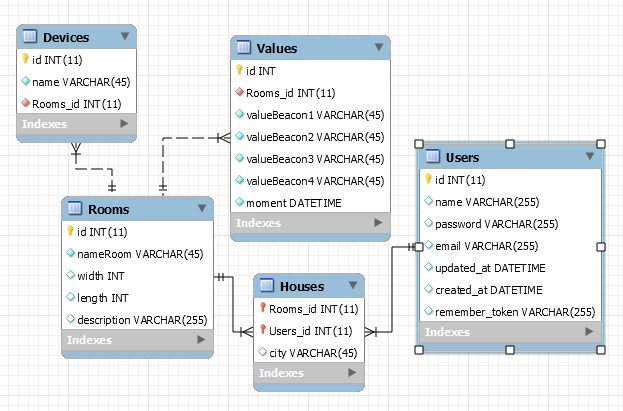 Devices
id INT(11)
name VARCHAR(45)
Rooms_id INT(11)
Indexes
Values
id INT
Rooms_id INT(11)
valueBeacon1 VARCHAR(45)
valueBeacon2 VARCHAR(45)
valueBeacon3 VARCHAR(45)
valueBeacon4 VARCHAR(45)
moment DATETIME
Indexes
Users
id INT(11)
name VARCHAR(255)
password VARCHAR(255)
email VARCHAR(255)
updated_at DATETIME
created_at DATETIME
remember_token VARCHAR(255)
Indexes
Rooms
id INT(11)
nameRoom VARCHAR(45)
width INT
length INT
description VARCHAR(255)
Indexes
Houses
Rooms_id INT(11)
Users_id INT(11)
city VARCHAR(45)
Indexes